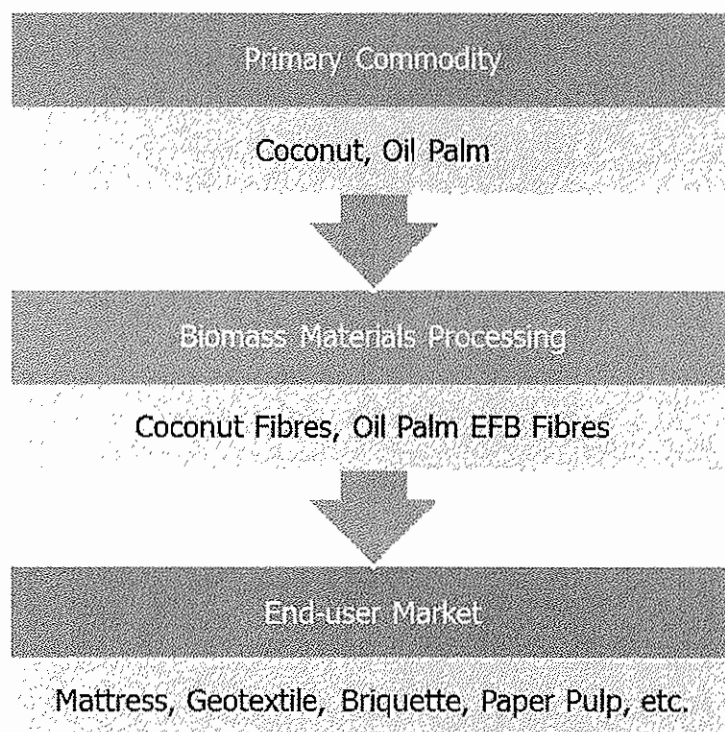 Primary Commodity
Coconut, Oil Palm
Biomass Materials Processing
Coconut Fibres, Oil Palm EFB Fibres
End-user Market
Mattress, Geotextile, Briquette, Paper Pulp, etc.